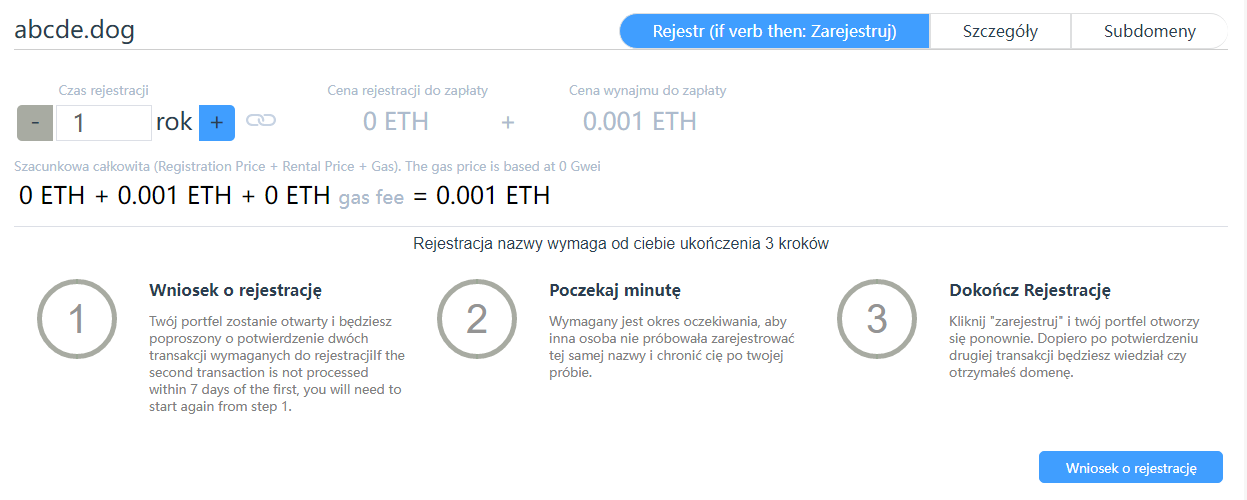 abcde.dog
Rejestr (if verb then: Zarejestruj)
Szczegóły
Subdomeny
Czas rejestracji
Cena rejestracji do zapłaty
Cena wynajmu do zapłaty
- 1 rok +
0 ETH + 0.001 ETH
Szacunkowa całkowita (Registration Price + Rental Price + Gas). The gas price is based at 0 Gwei
0 ETH + 0.001 ETH + 0 ETH gas fee = 0.001 ETH
Rejestracja nazwy wymaga od ciebie ukończenia 3 kroków
1
Wniosek o rejestrację
Twój portfel zostanie otwarty i będziesz
poproszony o potwierdzenie dwóch
transakcji wymaganych do rejestracjiIf the
second transaction is not processed
within 7 days of the first, you will need to
start again from step 1.
2
Poczekaj minutę
Wymagany jest okres oczekiwania, aby
inna osoba nie próbowała zarejestrować
tej samej nazwy i chronić cię po twojej
próbie.
3
Dokończ Rejestrację
Kliknij "zarejestruj" i twój portfel otworzy
się ponownie. Dopiero po potwierdzeniu
drugiej transakcji będziesz wiedział czy
otrzymałeś domenę.
Wniosek o rejestrację